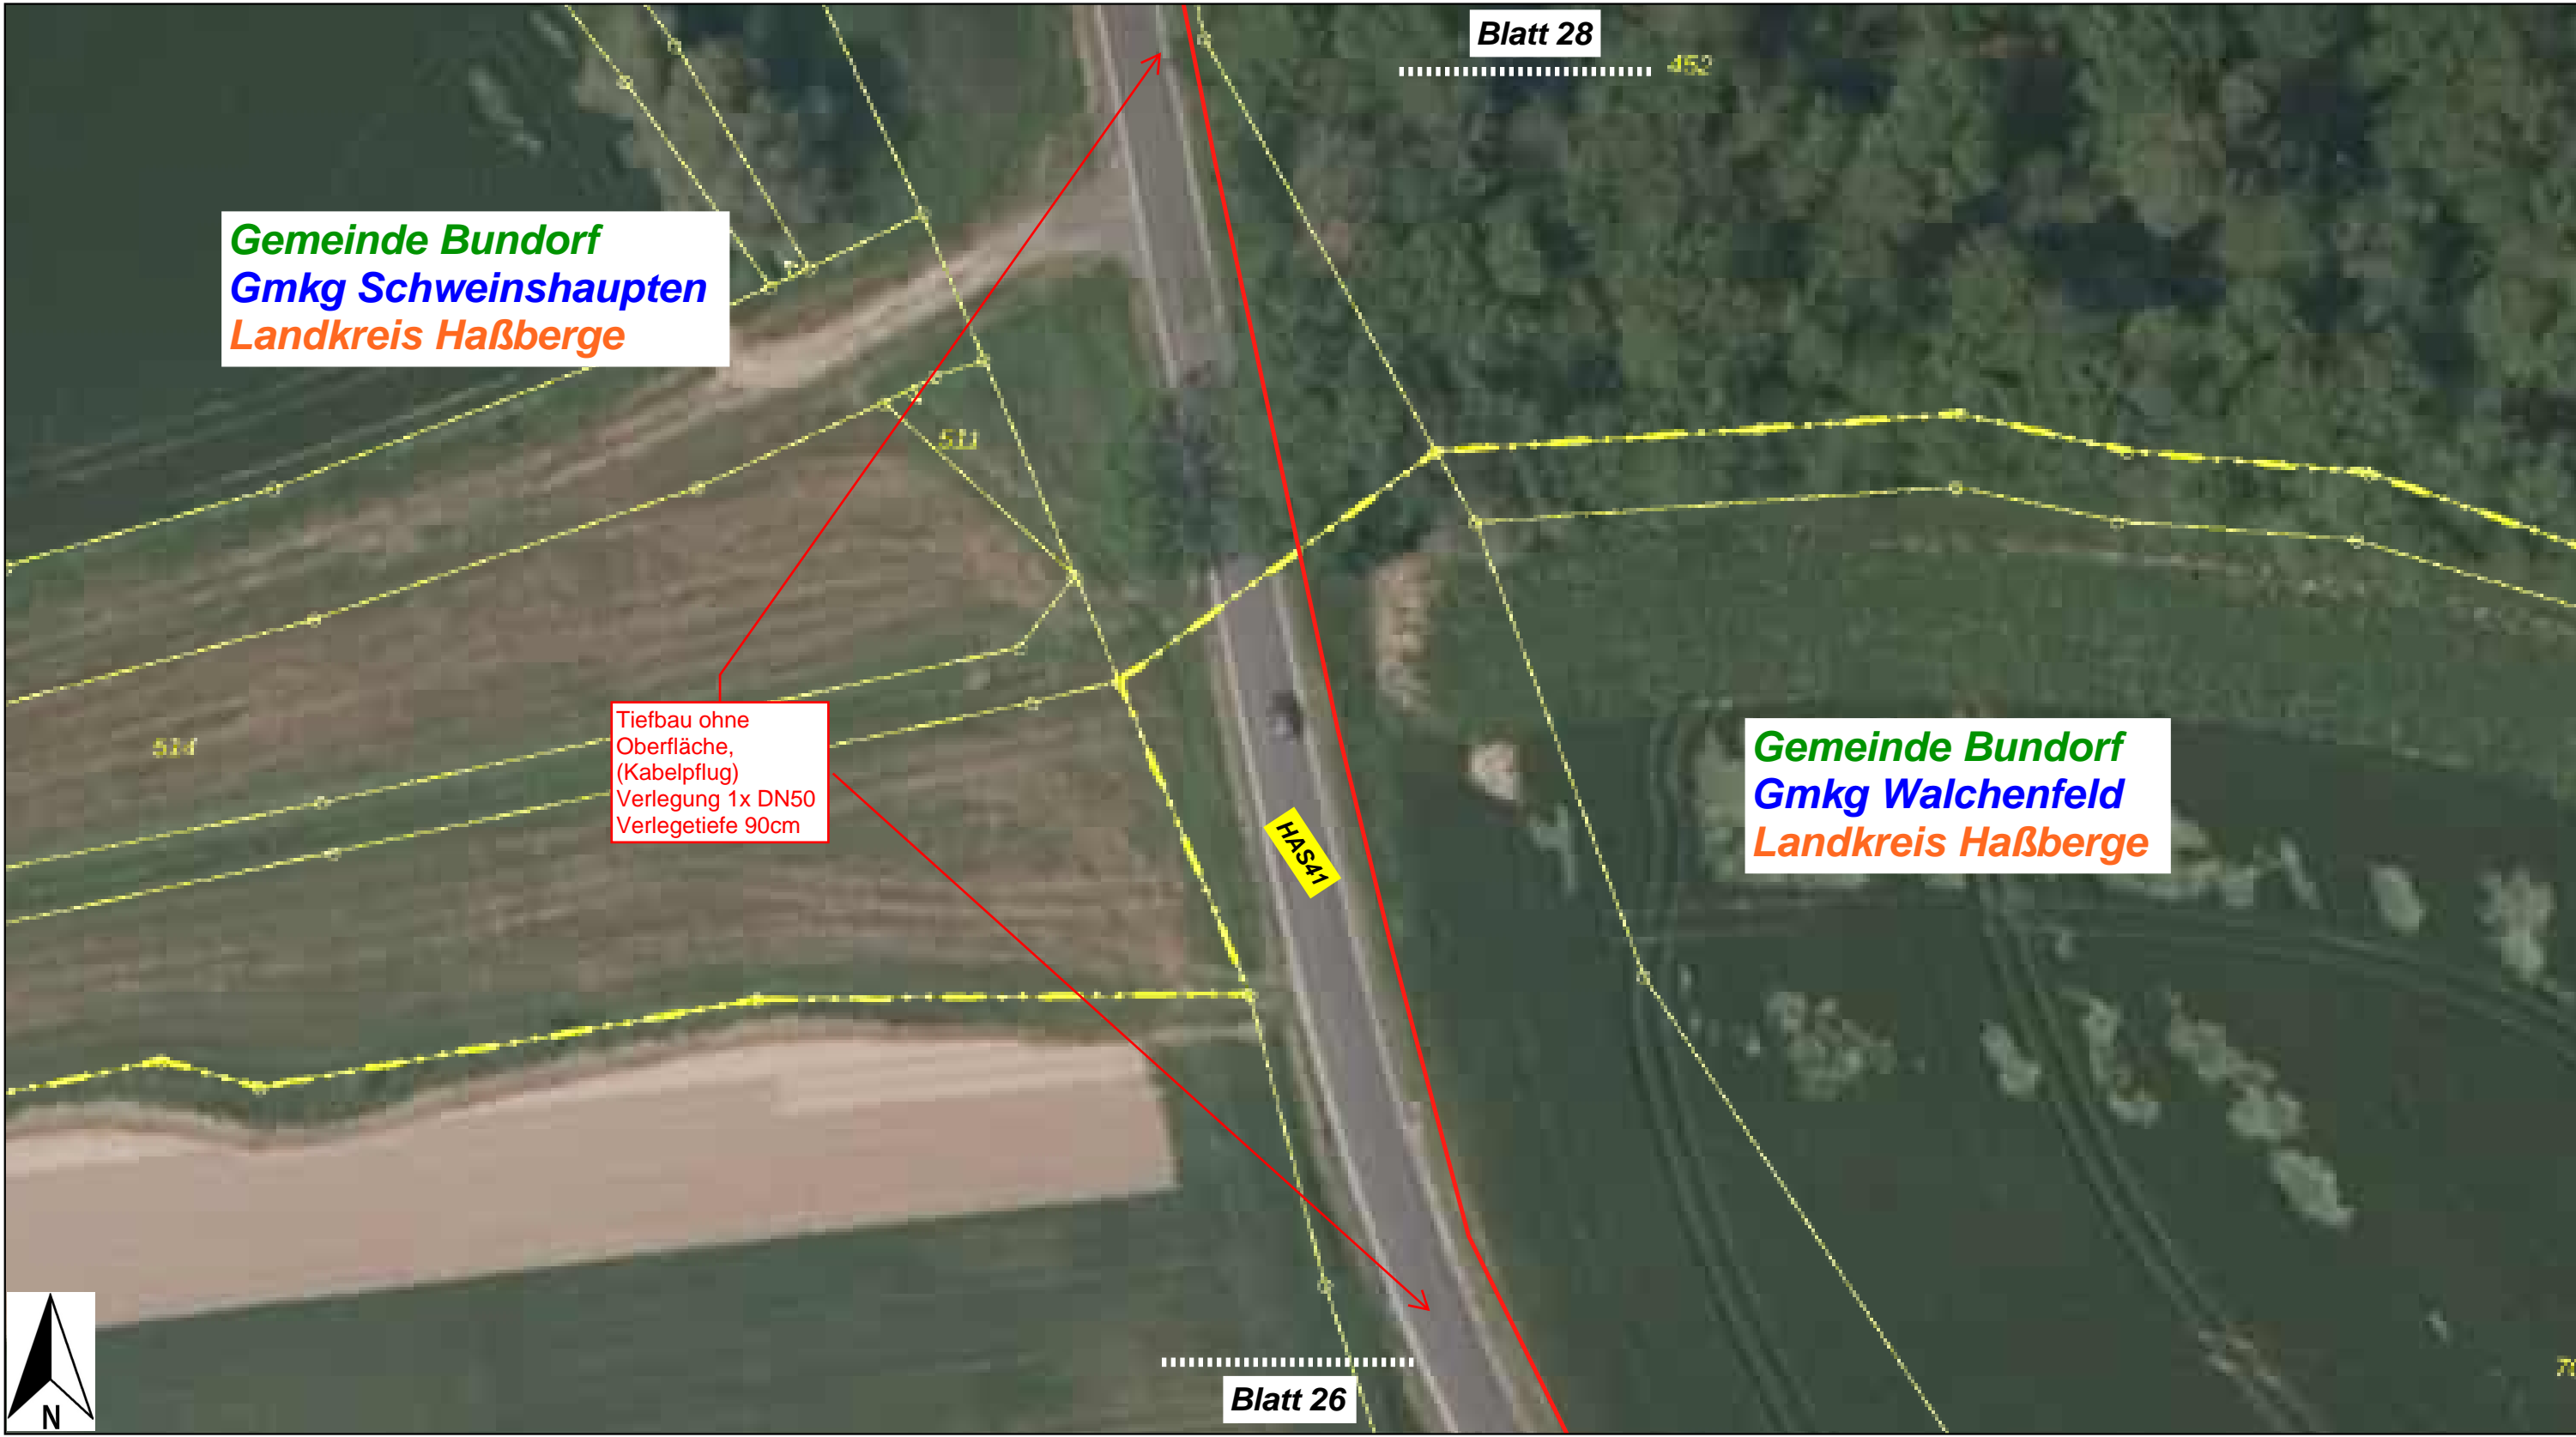 Blatt 28
452
Gemeinde Bundorf
Gmkg Schweinshaupten
Landkreis Haßberge
511
514
Tiefbau ohne
Oberfläche,
(Kabelpflug)
Verlegung 1x DN50
Verlegetiefe 90cm
Gemeinde Bundorf
Gmkg Walchenfeld
Landkreis Haßberge
HAS41
Blatt 26
N